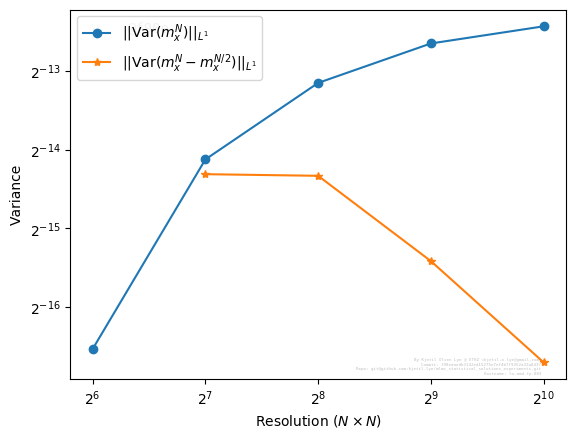 ||Var(m_x^N)||_{L^1}
||Var(m_x^N − m_x^{N/2})||_{L^1}
2^{-13}
2^{-14}
2^{-15}
2^{-16}
Variance
2^6
2^7
2^8
2^9
2^{10}
Resolution (N × N)